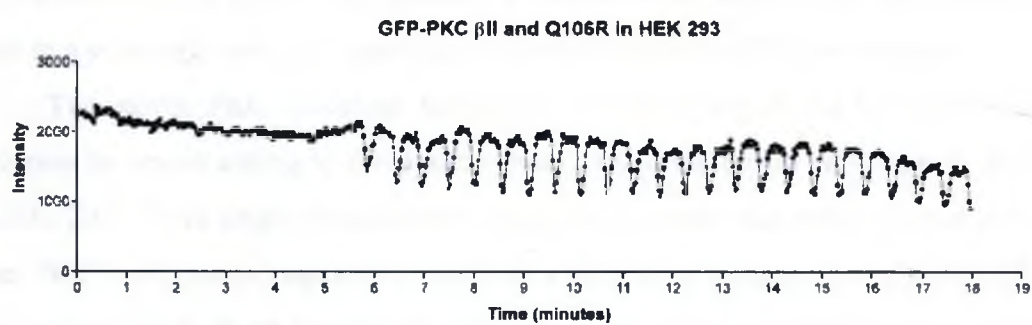 GFP-PKC βII and Q106R in HEK 293
3000
2000
1000
0
Intensity
0 1 2 3 4 5 6 7 8 9 10 11 12 13 14 15 16 17 18 19
Time (minutes)